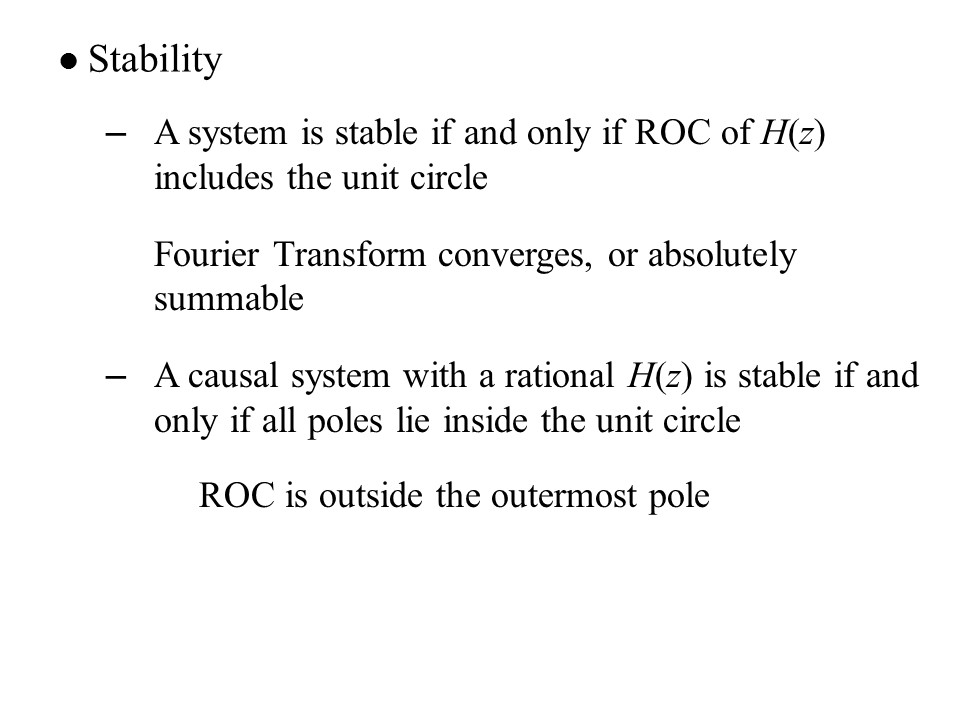 ● Stability
– A system is stable if and only if ROC of H(z)
includes the unit circle
Fourier Transform converges, or absolutely
summable
– A causal system with a rational H(z) is stable if and
only if all poles lie inside the unit circle
ROC is outside the outermost pole